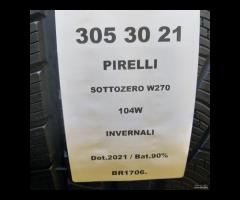 305 30 21
PIRELLI
SOTTOZERO W270
104W
INVERNALI
Dot.2021 / Bat.90%
BR1706.